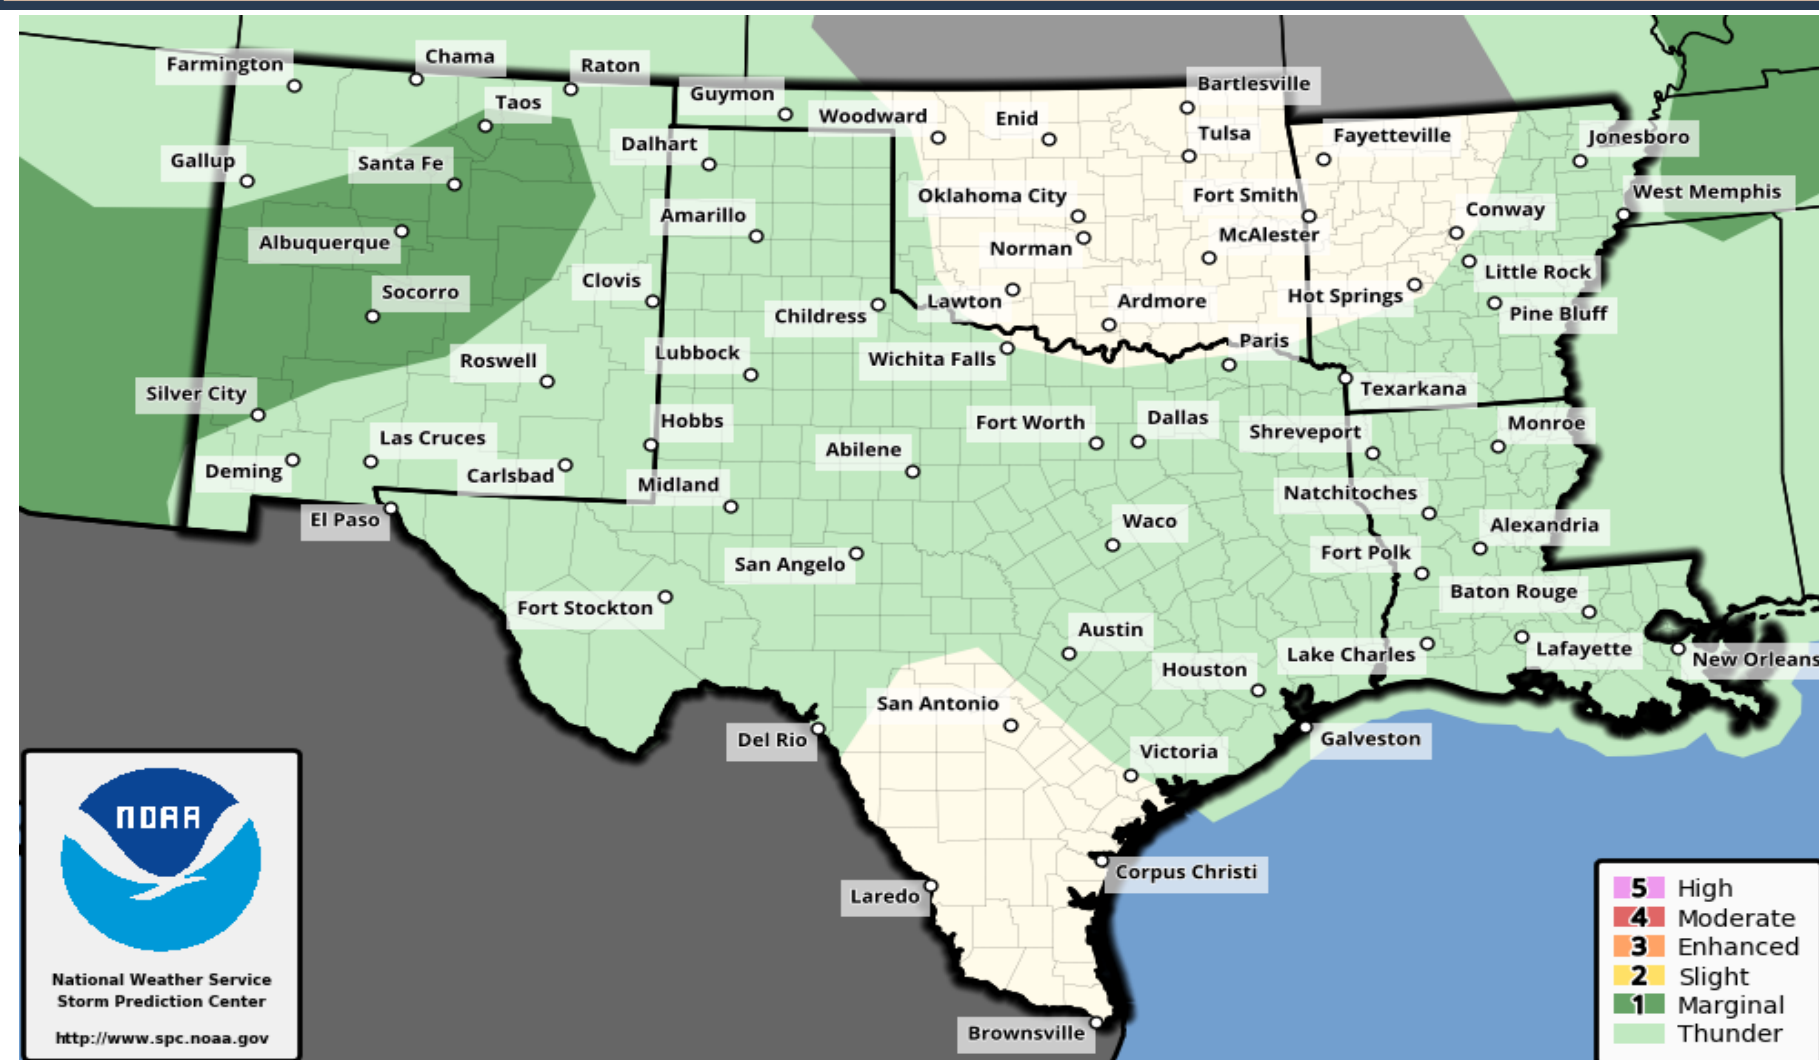 Farmington
Chama
Raton
Taos
Guymon
Woodward
Enid
Bartlesville
Tulsa
Fayetteville
Jonesboro
Gallup
Santa Fe
Dalhart
Oklahoma City
Fort Smith
Conway
West Memphis
Albuquerque
Amarillo
Norman
McAlester
Socorro
Clovis
Childress
Lawton
Ardmore
Hot Springs
Little Rock
Pine Bluff
Roswell
Lubbock
Wichita Falls
Paris
Silver City
Texarkana
Las Cruces
Hobbs
Fort Worth
Dallas
Shreveport
Monroe
Deming
Carlsbad
Midland
Abilene
Natchitoches
El Paso
Waco
Alexandria
San Angelo
Fort Polk
Fort Stockton
Baton Rouge
Austin
Houston
Lake Charles
Lafayette
New Orleans
San Antonio
Del Rio
Victoria
Galveston
Laredo
Corpus Christi
Brownsville
NOAA
National Weather Service
Storm Prediction Center
http://www.spc.noaa.gov
5 High
4 Moderate
3 Enhanced
2 Slight
1 Marginal
Thunder